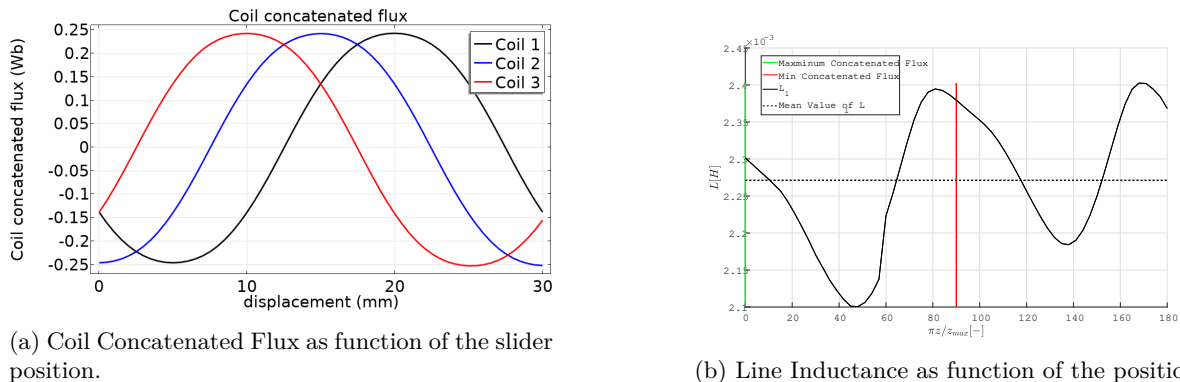 Coil concatenated flux
Coil concatenated flux (Wb)
0.25
0.2
0.15
0.1
0.05
0
-0.05
-0.1
-0.15
-0.2
-0.25
Coil 1
Coil 2
Coil 3
0
10
20
30
displacement (mm)
(a) Coil Concatenated Flux as function of the slider
position.
×10⁻³
2.45
2.4
2.35
2.3
2.25
2.2
2.15
2.1
L[H]
Maxminum Concatenated Flux
Min Concatenated Flux
L₁
Mean Value of L₁
0 20 40 60 80 100 120 140 160 180
πz/z_max[-]
(b) Line Inductance as function of the positio